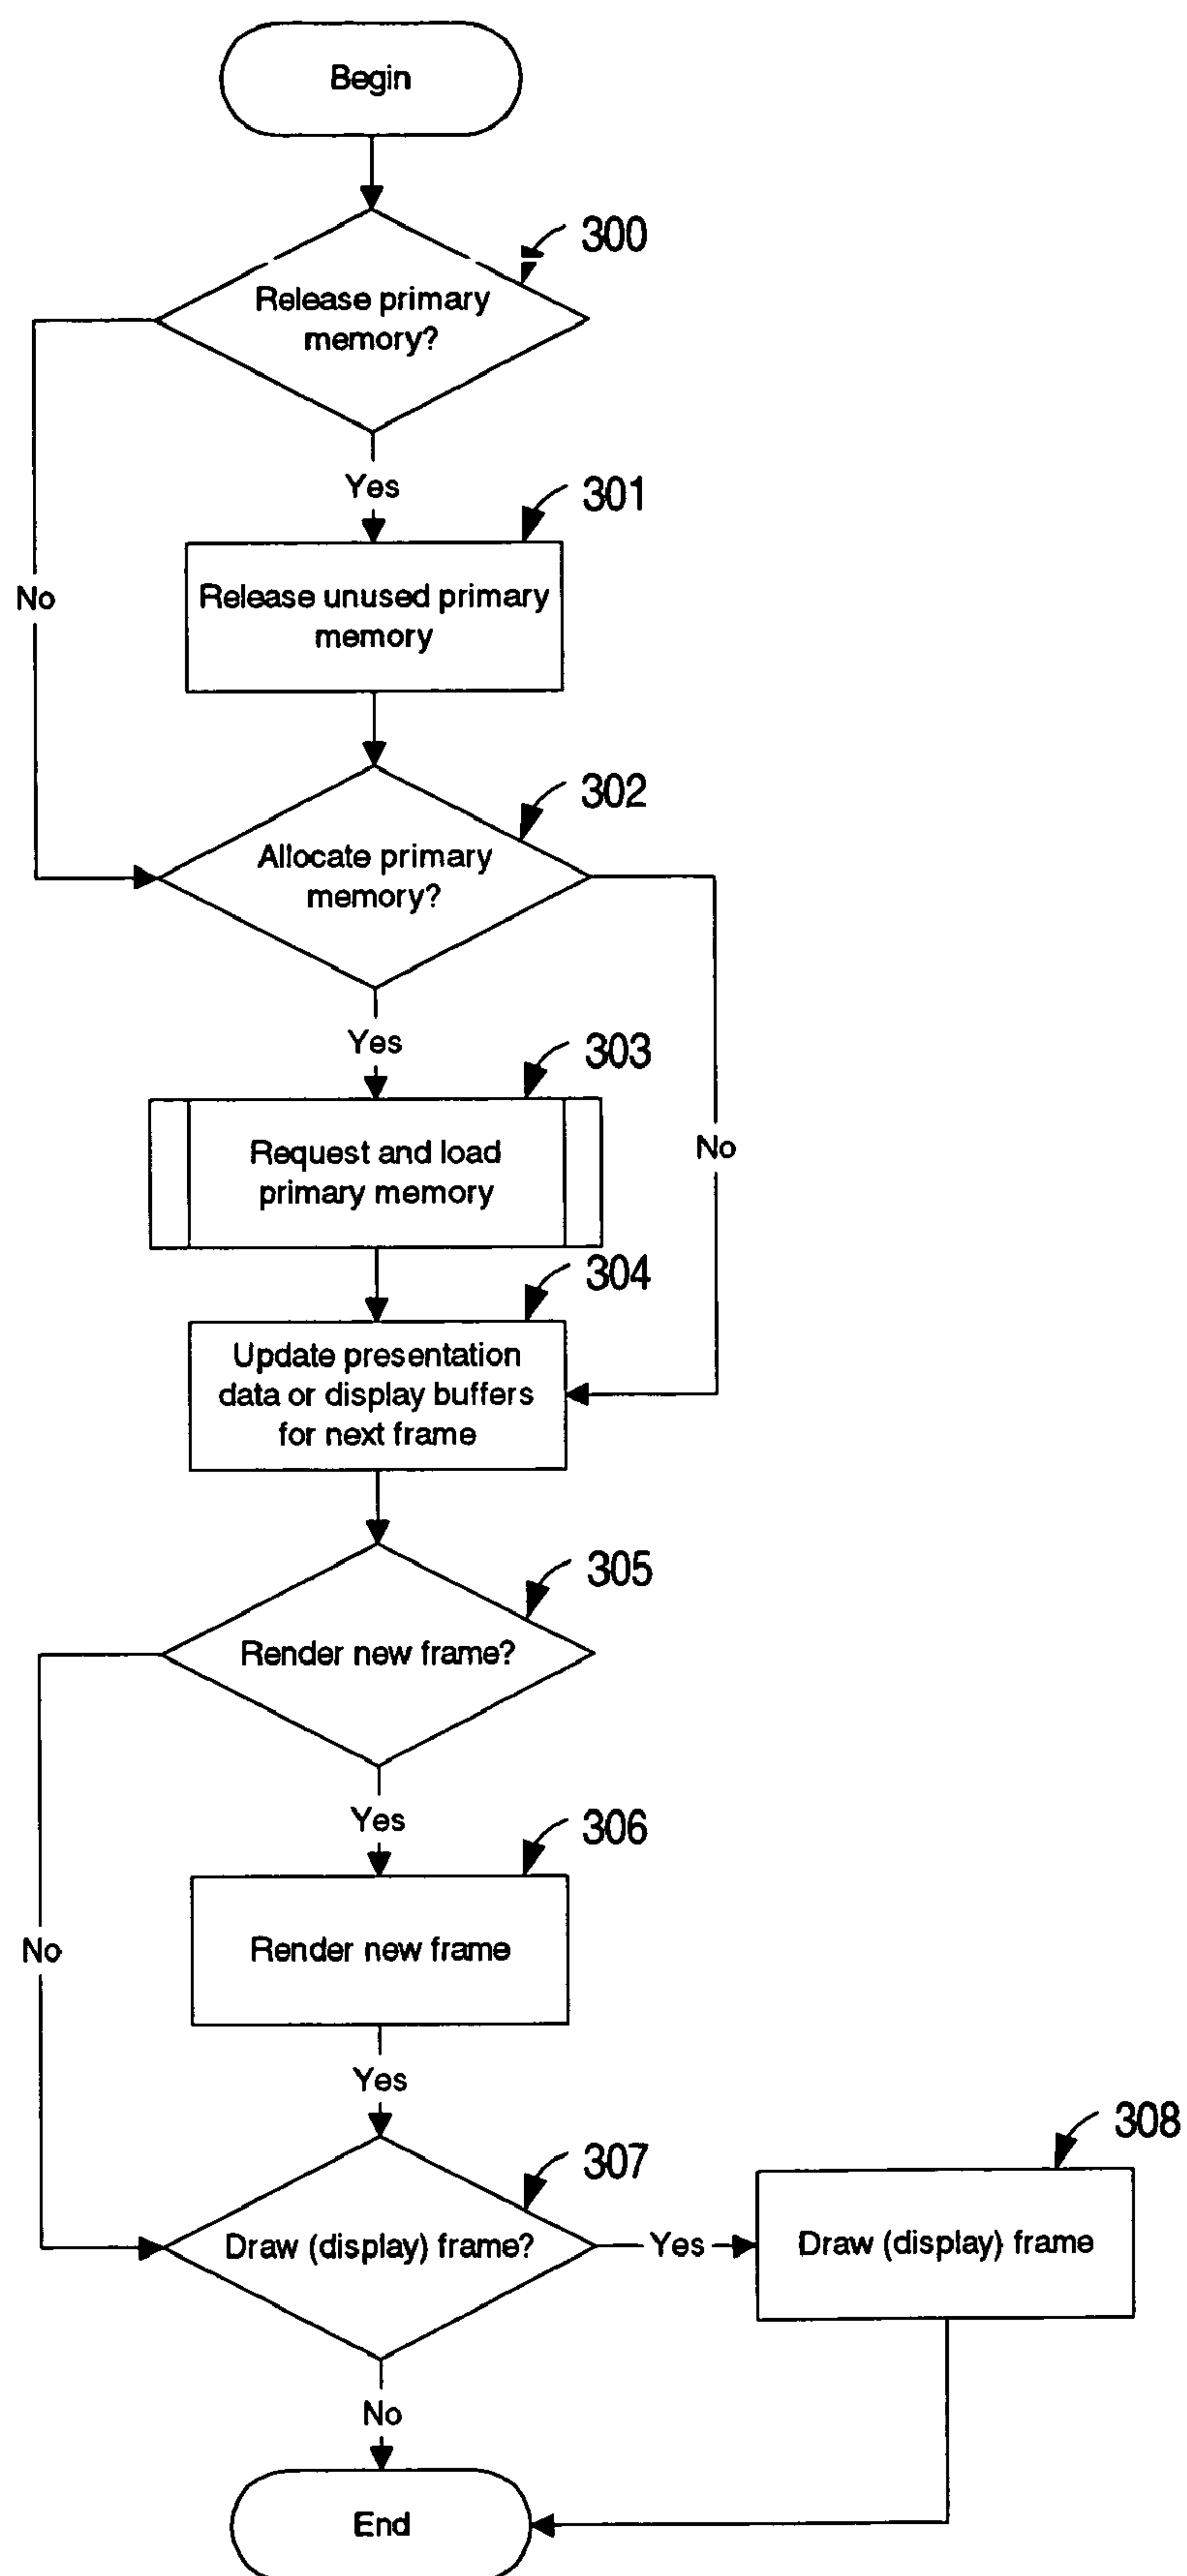 Begin
300
Release primary
memory?
Yes
301
No
Release unused primary
memory
302
Allocate primary
memory?
Yes
303
No
Request and load
primary memory
304
Update presentation
data or display buffers
for next frame
305
Render new frame?
Yes
306
No
Render new frame
Yes
307
308
Draw (display) frame?
Yes
Draw (display) frame
No
End